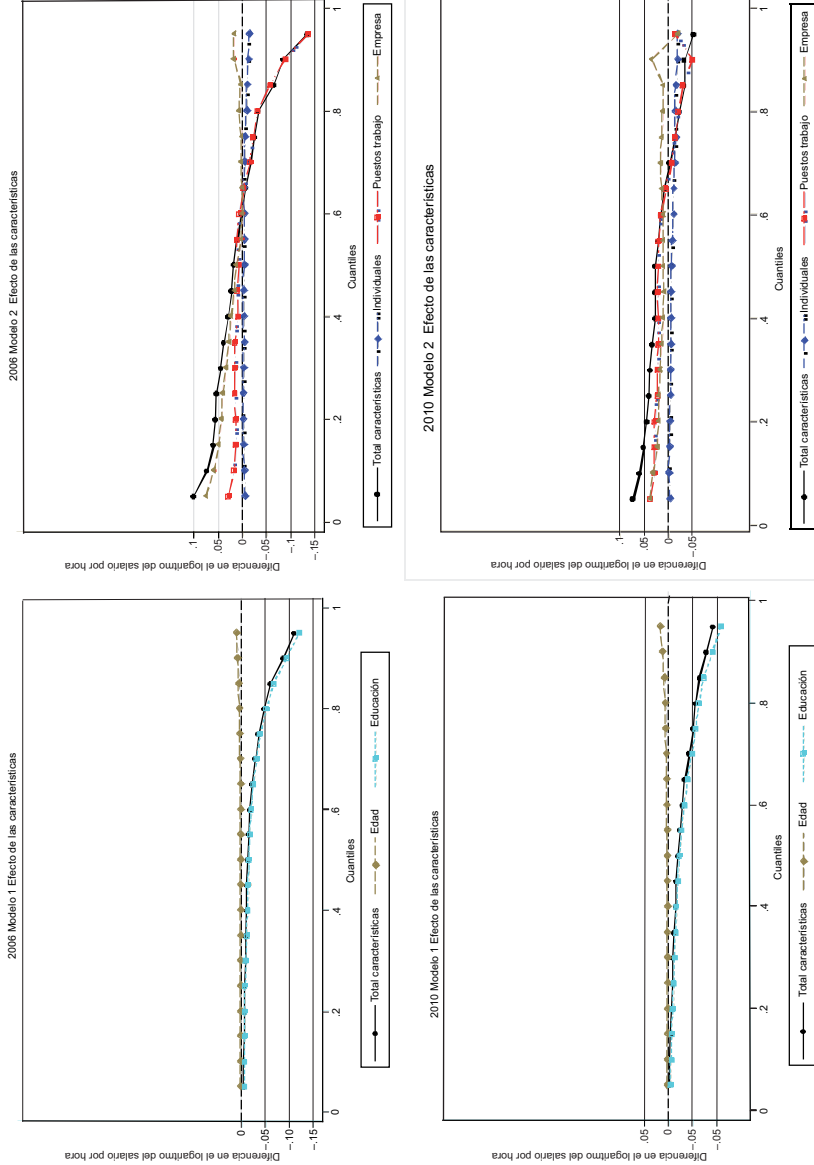 2006 Modelo 1 Efecto de las características
Diferencia en el logaritmo del salario por hora
0
−.05
−.10
−.15
0 .2 .4 .6 .8 1
Cuantiles
Total características Edad Educación
2006 Modelo 2 Efecto de las características
Diferencia en el logaritmo del salario por hora
.1
.05
0
−.05
−.1
−.15
0 .2 .4 .6 .8 1
Cuantiles
Total características Individuales Puestos trabajo Empresa
2010 Modelo 1 Efecto de las características
Diferencia en el logaritmo del salario por hora
.05
0
−.05
−.05
0 .2 .4 .6 .8 1
Cuantiles
Total características Edad Educación
2010 Modelo 2 Efecto de las características
Diferencia en el logaritmo del salario por hora
.1
.05
0
−.05
0 .2 .4 .6 .8 1
Cuantiles
Total características Individuales Puestos trabajo Empresa